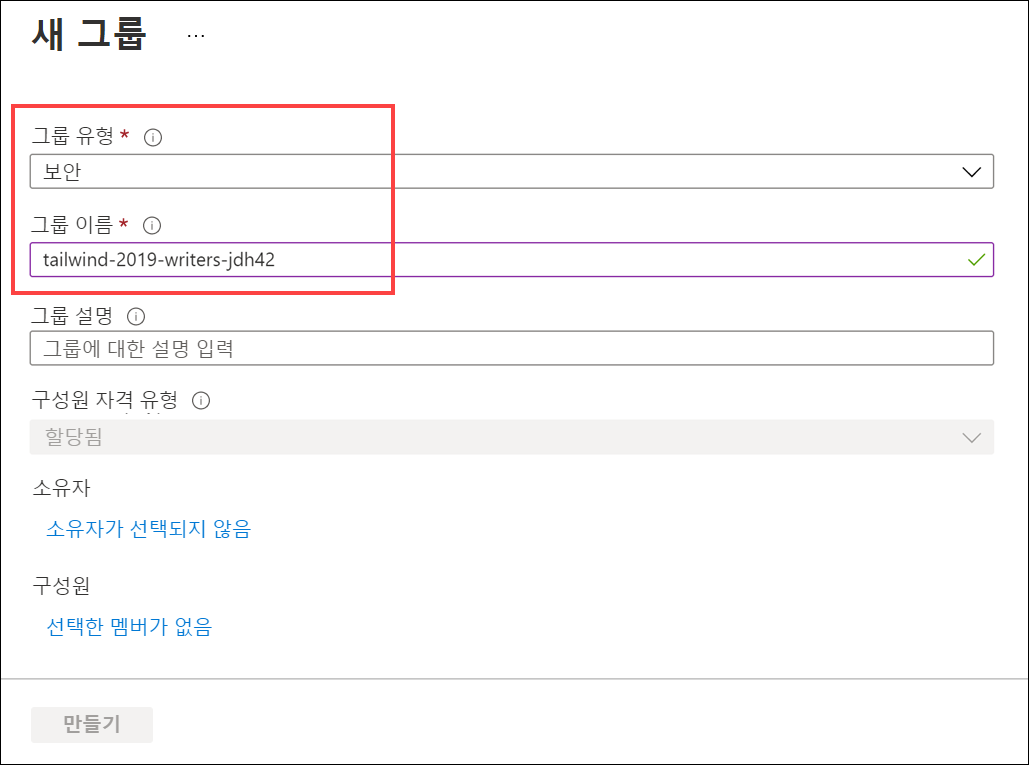 새 그룹 ...
그룹 유형 *
보안
그룹 이름 *
tailwind-2019-writers-jdh42
그룹 설명
그룹에 대한 설명 입력
구성원 자격 유형
할당됨
소유자
소유자가 선택되지 않음
구성원
선택한 멤버가 없음
만들기